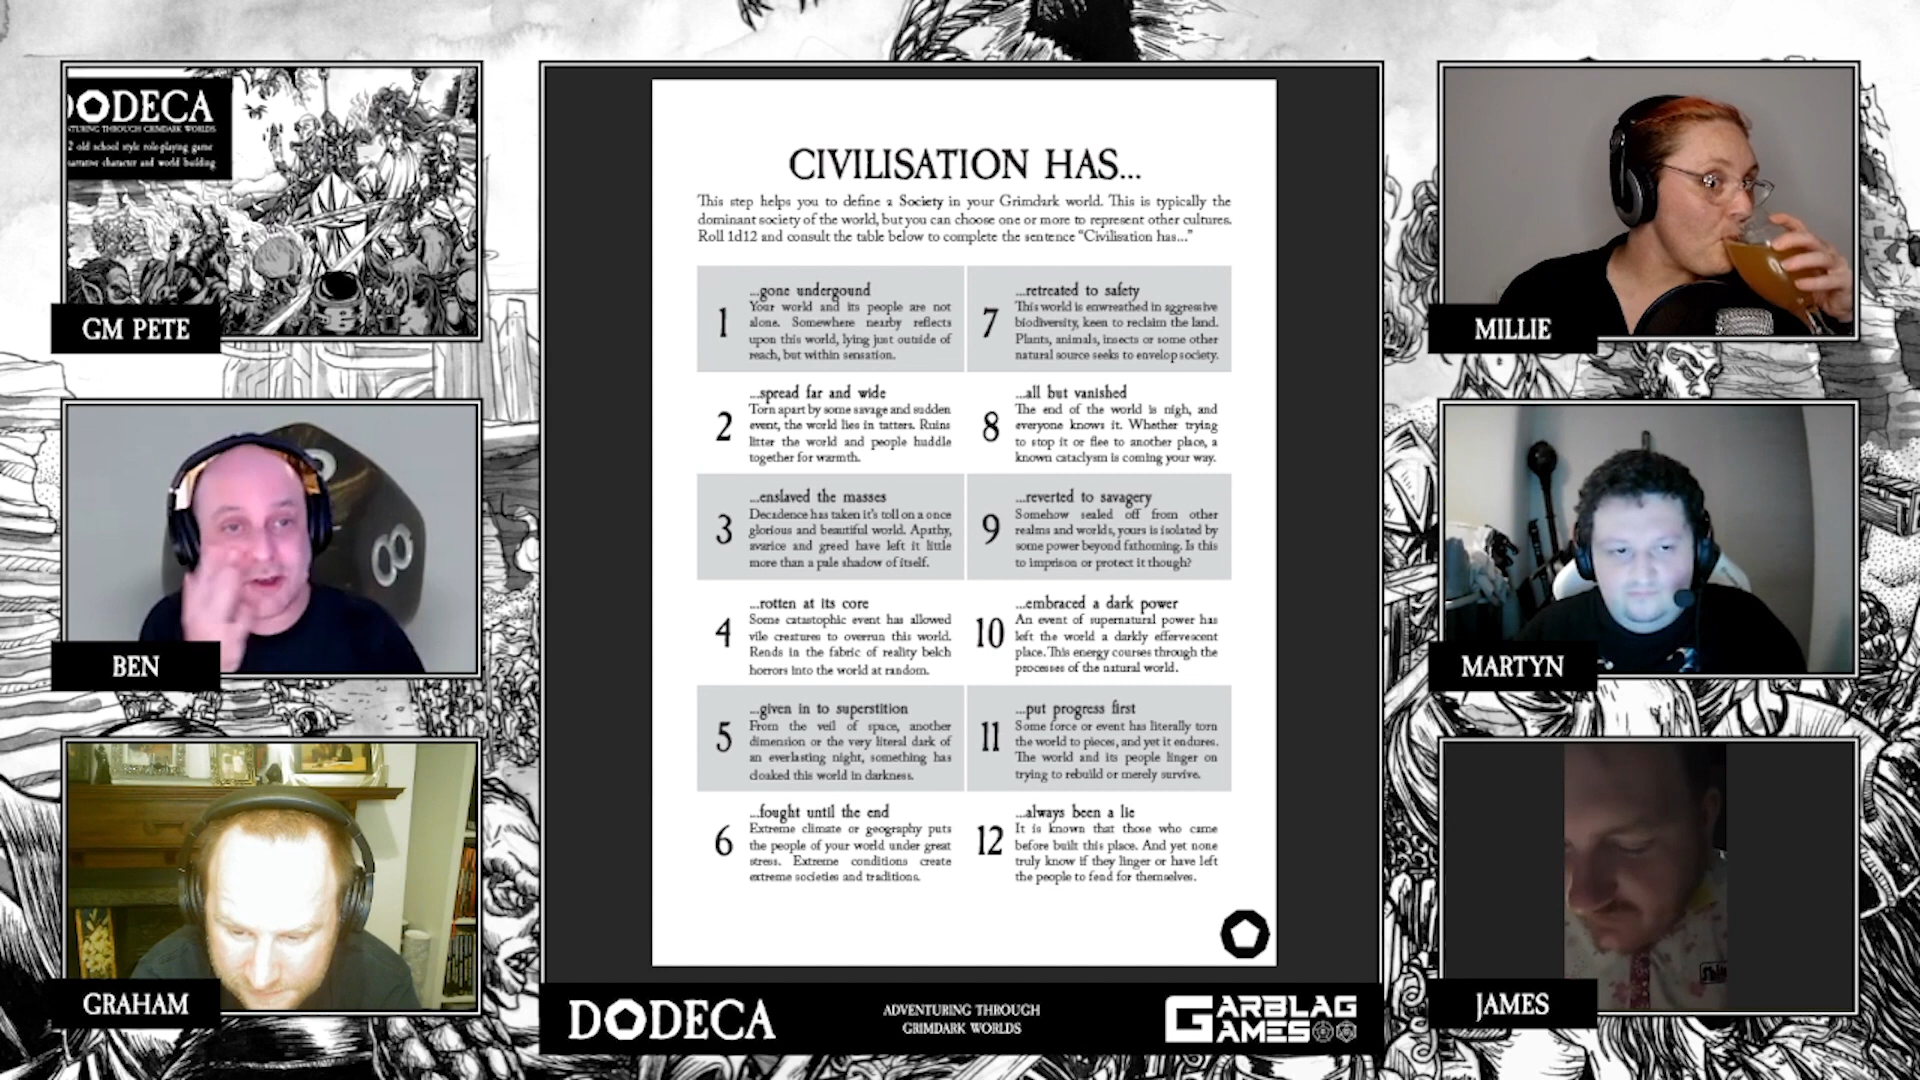 DODECA
TURING THROUGH GRIMDARK WORLDS
2 old school style role-playing game
narrative character and world building
GM PETE
BEN
GRAHAM
CIVILISATION HAS...
This step helps you to define a Society in your Grimdark world. This is typically the
dominant society of the world, but you can choose one or more to represent other cultures.
Roll 1d12 and consult the table below to complete the sentence “Civilisation has...”
1
...gone undergound
Your world and its people are not
alone. Somewhere nearby reflects
upon this world, lying just outside of
reach, but within sensation.
2
...spread far and wide
Torn apart by some savage and sudden
event, the world lies in tatters. Ruins
litter the world and people huddle
together for warmth.
3
...enslaved the masses
Decadence has taken it's toll on a once
glorious and beautiful world. Apathy,
avarice and greed have left it little
more than a pale shadow of itself.
4
...rotten at its core
Some catastophic event has allowed
vile creatures to overrun this world.
Rends in the fabric of reality belch
horrors into the world at random.
5
...given in to superstition
From the veil of space, another
dimension or the very literal dark of
an everlasting night, something has
cloaked this world in darkness.
6
...fought until the end
Extreme climate or geography puts
the people of your world under great
stress. Extreme conditions create
extreme societies and traditions.
7
...retreated to safety
This world is enwreathed in aggressive
biodiversity, keen to reclaim the land.
Plants, animals, insects or some other
natural source seeks to envelop society.
8
...all but vanished
The end of the world is nigh, and
everyone knows it. Whether trying
to stop it or flee to another place, a
known cataclysm is coming your way.
9
...reverted to savagery
Somehow sealed off from other
realms and worlds, yours is isolated by
some power beyond fathoming. Is this
to imprison or protect it though?
10
...embraced a dark power
An event of supernatural power has
left the world a darkly effervescent
place. This energy courses through the
processes of the natural world.
11
...put progress first
Some force or event has literally torn
the world to pieces, and yet it endures.
The world and its people linger on
trying to rebuild or merely survive.
12
...always been a lie
It is known that those who came
before built this place. And yet none
truly know if they linger or have left
the people to fend for themselves.
DODECA
ADVENTURING THROUGH
GRIMDARK WORLDS
GARBLAG
GAMES
MILLIE
MARTYN
JAMES
8